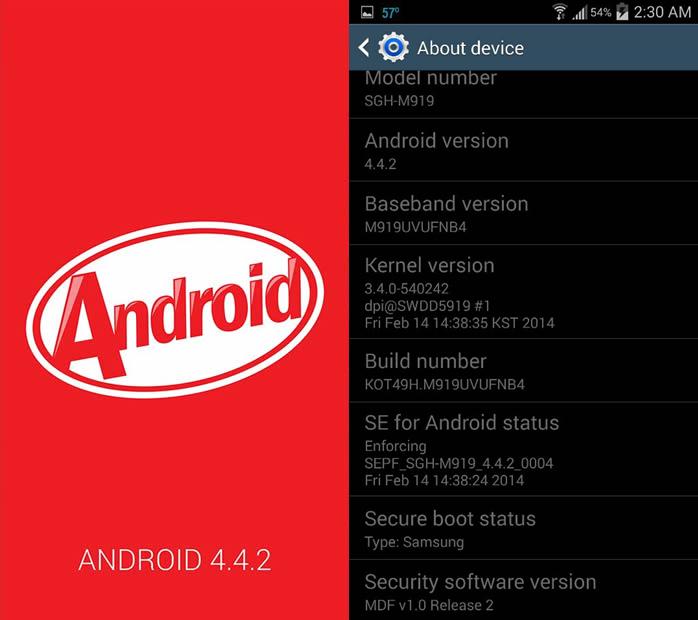 Android
ANDROID 4.4.2
57°
54%
2:30 AM
About device
Model number
SGH-M919
Android version
4.4.2
Baseband version
M919UVUFNB4
Kernel version
3.4.0-540242
dpi@SWDD5919 #1
Fri Feb 14 14:38:35 KST 2014
Build number
KOT49H.M919UVUFNB4
SE for Android status
Enforcing
SEPF_SGH-M919_4.4.2_0004
Fri Feb 14 14:38:24 2014
Secure boot status
Type: Samsung
Security software version
MDF v1.0 Release 2